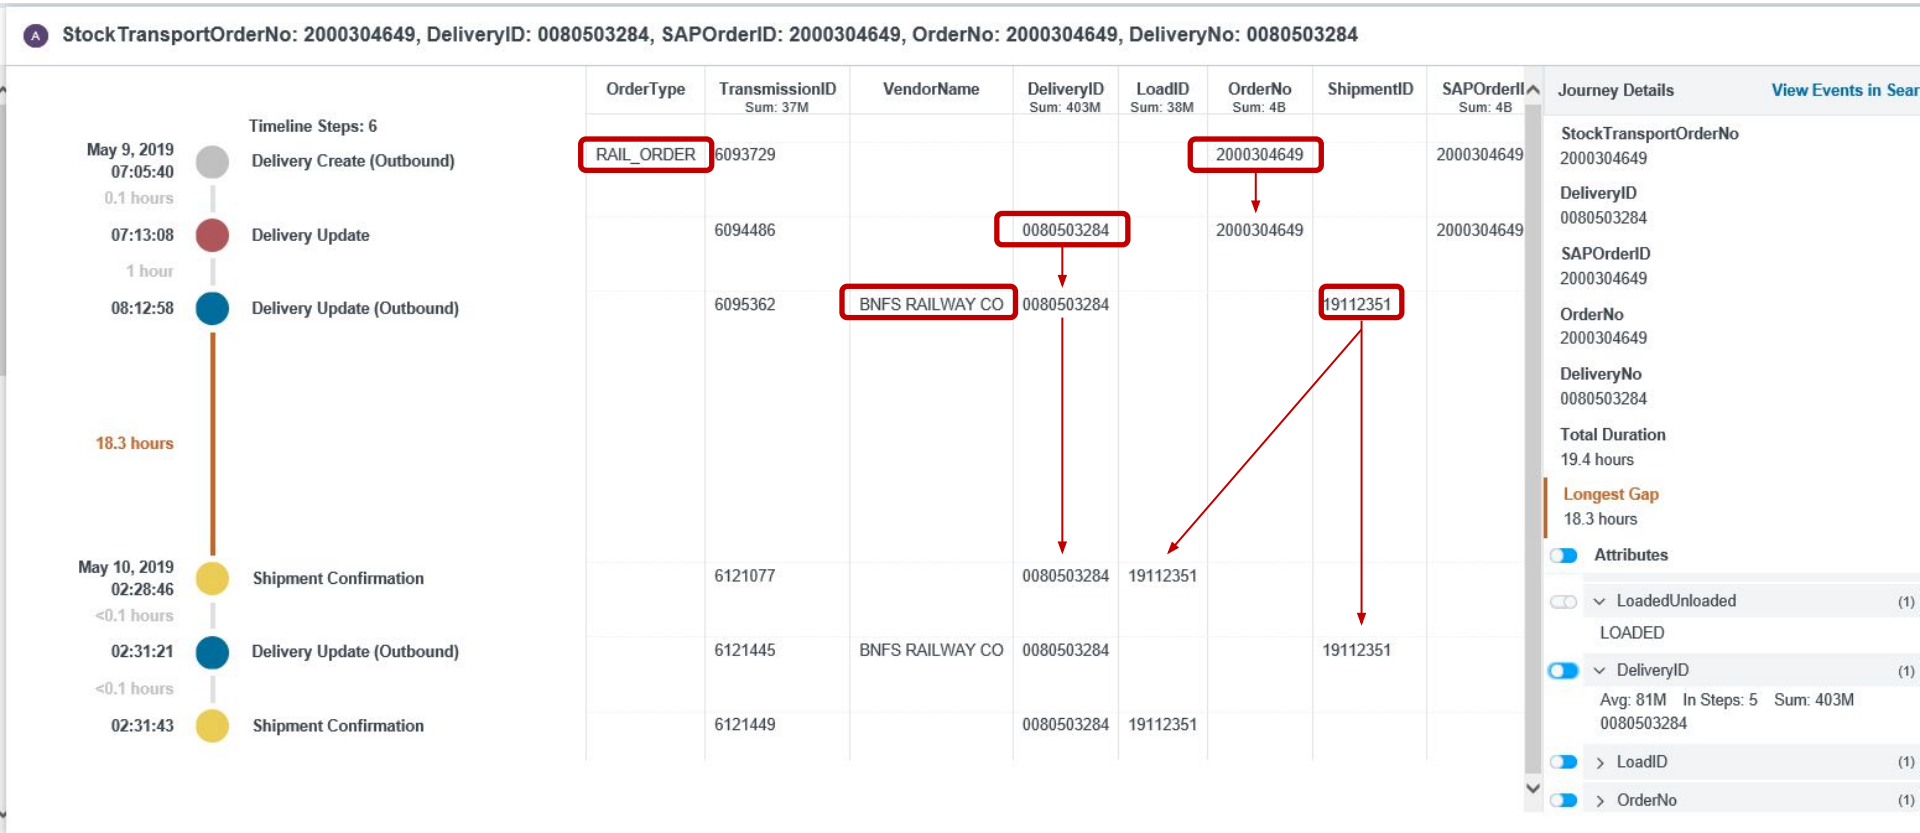 A StockTransportOrderNo: 2000304649, DeliveryID: 0080503284, SAPOrderID: 2000304649, OrderNo: 2000304649, DeliveryNo: 0080503284
OrderType TransmissionID VendorName DeliveryID LoadID OrderNo ShipmentID SAPOrderI
Sum: 37M Sum: 403M Sum: 38M Sum: 4B Sum: 4B
Timeline Steps: 6
May 9, 2019
07:05:40 Delivery Create (Outbound) RAIL_ORDER 6093729 2000304649 2000304649
0.1 hours
07:13:08 Delivery Update 6094486 0080503284 2000304649 2000304649
1 hour
08:12:58 Delivery Update (Outbound) 6095362 BNFS RAILWAY CO 0080503284 19112351
18.3 hours
May 10, 2019
02:28:46 Shipment Confirmation 6121077 0080503284 19112351
<0.1 hours
02:31:21 Delivery Update (Outbound) 6121445 BNFS RAILWAY CO 0080503284 19112351
<0.1 hours
02:31:43 Shipment Confirmation 6121449 0080503284 19112351
Journey Details View Events in Sear
StockTransportOrderNo
2000304649
DeliveryID
0080503284
SAPOrderID
2000304649
OrderNo
2000304649
DeliveryNo
0080503284
Total Duration
19.4 hours
Longest Gap
18.3 hours
Attributes
LoadedUnloaded (1)
LOADED
DeliveryID (1)
Avg: 81M In Steps: 5 Sum: 403M
0080503284
LoadID (1)
OrderNo (1)